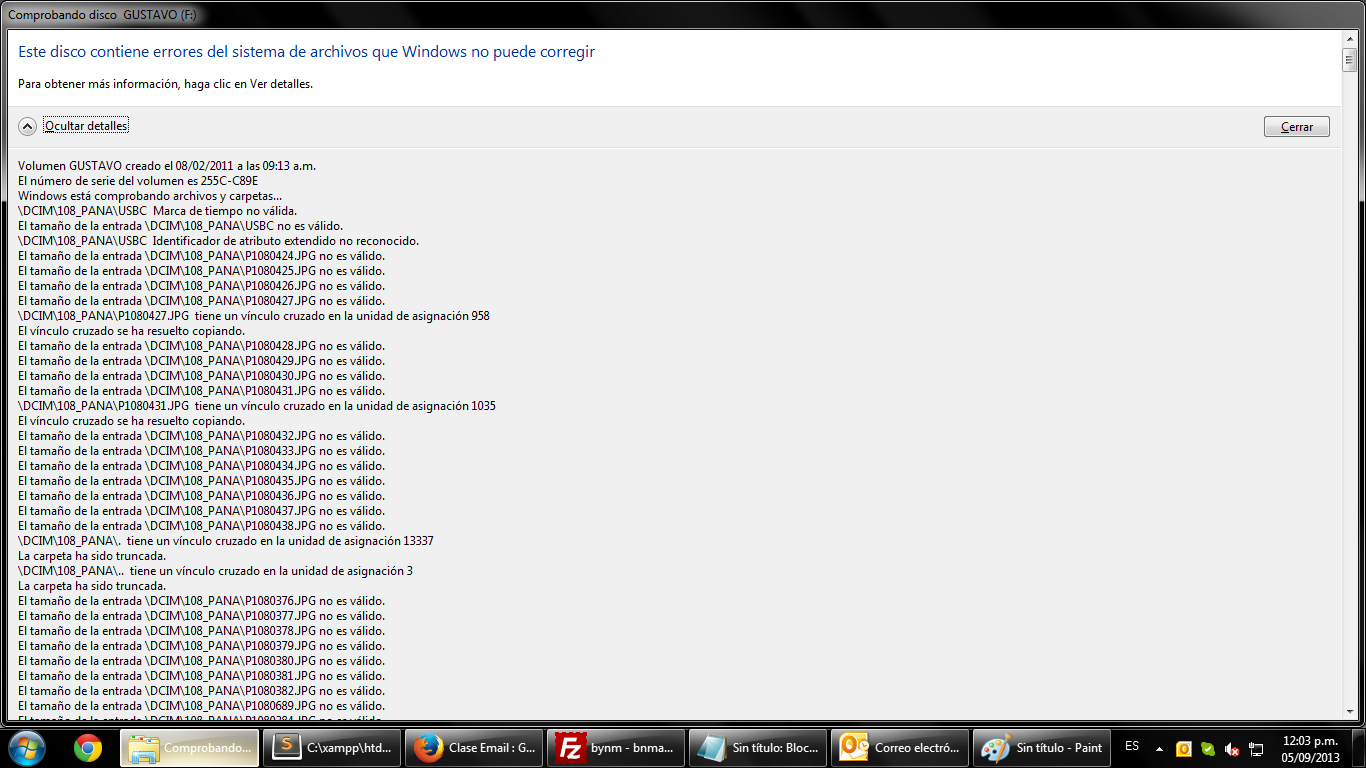 Comprobando disco GUSTAVO (F:)
Este disco contiene errores del sistema de archivos que Windows no puede corregir
Para obtener más información, haga clic en Ver detalles.
Ocultar detalles
Cerrar
Volumen GUSTAVO creado el 08/02/2011 a las 09:13 a.m.
El número de serie del volumen es 255C-C89E
Windows está comprobando archivos y carpetas...
\DCIM\108_PANA\USBC Marca de tiempo no válida.
El tamaño de la entrada \DCIM\108_PANA\USBC no es válido.
\DCIM\108_PANA\USBC Identificador de atributo extendido no reconocido.
El tamaño de la entrada \DCIM\108_PANA\P1080424.JPG no es válido.
El tamaño de la entrada \DCIM\108_PANA\P1080425.JPG no es válido.
El tamaño de la entrada \DCIM\108_PANA\P1080426.JPG no es válido.
El tamaño de la entrada \DCIM\108_PANA\P1080427.JPG no es válido.
\DCIM\108_PANA\P1080427.JPG tiene un vínculo cruzado en la unidad de asignación 958
El vínculo cruzado se ha resuelto copiando.
El tamaño de la entrada \DCIM\108_PANA\P1080428.JPG no es válido.
El tamaño de la entrada \DCIM\108_PANA\P1080429.JPG no es válido.
El tamaño de la entrada \DCIM\108_PANA\P1080430.JPG no es válido.
El tamaño de la entrada \DCIM\108_PANA\P1080431.JPG no es válido.
\DCIM\108_PANA\P1080431.JPG tiene un vínculo cruzado en la unidad de asignación 1035
El vínculo cruzado se ha resuelto copiando.
El tamaño de la entrada \DCIM\108_PANA\P1080432.JPG no es válido.
El tamaño de la entrada \DCIM\108_PANA\P1080433.JPG no es válido.
El tamaño de la entrada \DCIM\108_PANA\P1080434.JPG no es válido.
El tamaño de la entrada \DCIM\108_PANA\P1080435.JPG no es válido.
El tamaño de la entrada \DCIM\108_PANA\P1080436.JPG no es válido.
El tamaño de la entrada \DCIM\108_PANA\P1080437.JPG no es válido.
El tamaño de la entrada \DCIM\108_PANA\P1080438.JPG no es válido.
\DCIM\108_PANA\. tiene un vínculo cruzado en la unidad de asignación 13337
La carpeta ha sido truncada.
\DCIM\108_PANA\.. tiene un vínculo cruzado en la unidad de asignación 3
La carpeta ha sido truncada.
El tamaño de la entrada \DCIM\108_PANA\P1080376.JPG no es válido.
El tamaño de la entrada \DCIM\108_PANA\P1080377.JPG no es válido.
El tamaño de la entrada \DCIM\108_PANA\P1080378.JPG no es válido.
El tamaño de la entrada \DCIM\108_PANA\P1080379.JPG no es válido.
El tamaño de la entrada \DCIM\108_PANA\P1080380.JPG no es válido.
El tamaño de la entrada \DCIM\108_PANA\P1080381.JPG no es válido.
El tamaño de la entrada \DCIM\108_PANA\P1080382.JPG no es válido.
El tamaño de la entrada \DCIM\108_PANA\P1080689.JPG no es válido.
El tamaño de la entrada \DCIM\108_PANA\P1080384.JPG no es válido.
Comprobando...
C:\xampp\htd...
Clase Email : G...
bynm - bnma...
Sin título: Bloc...
Correo electró...
Sin título - Paint
ES
12:03 p.m.
05/09/2013